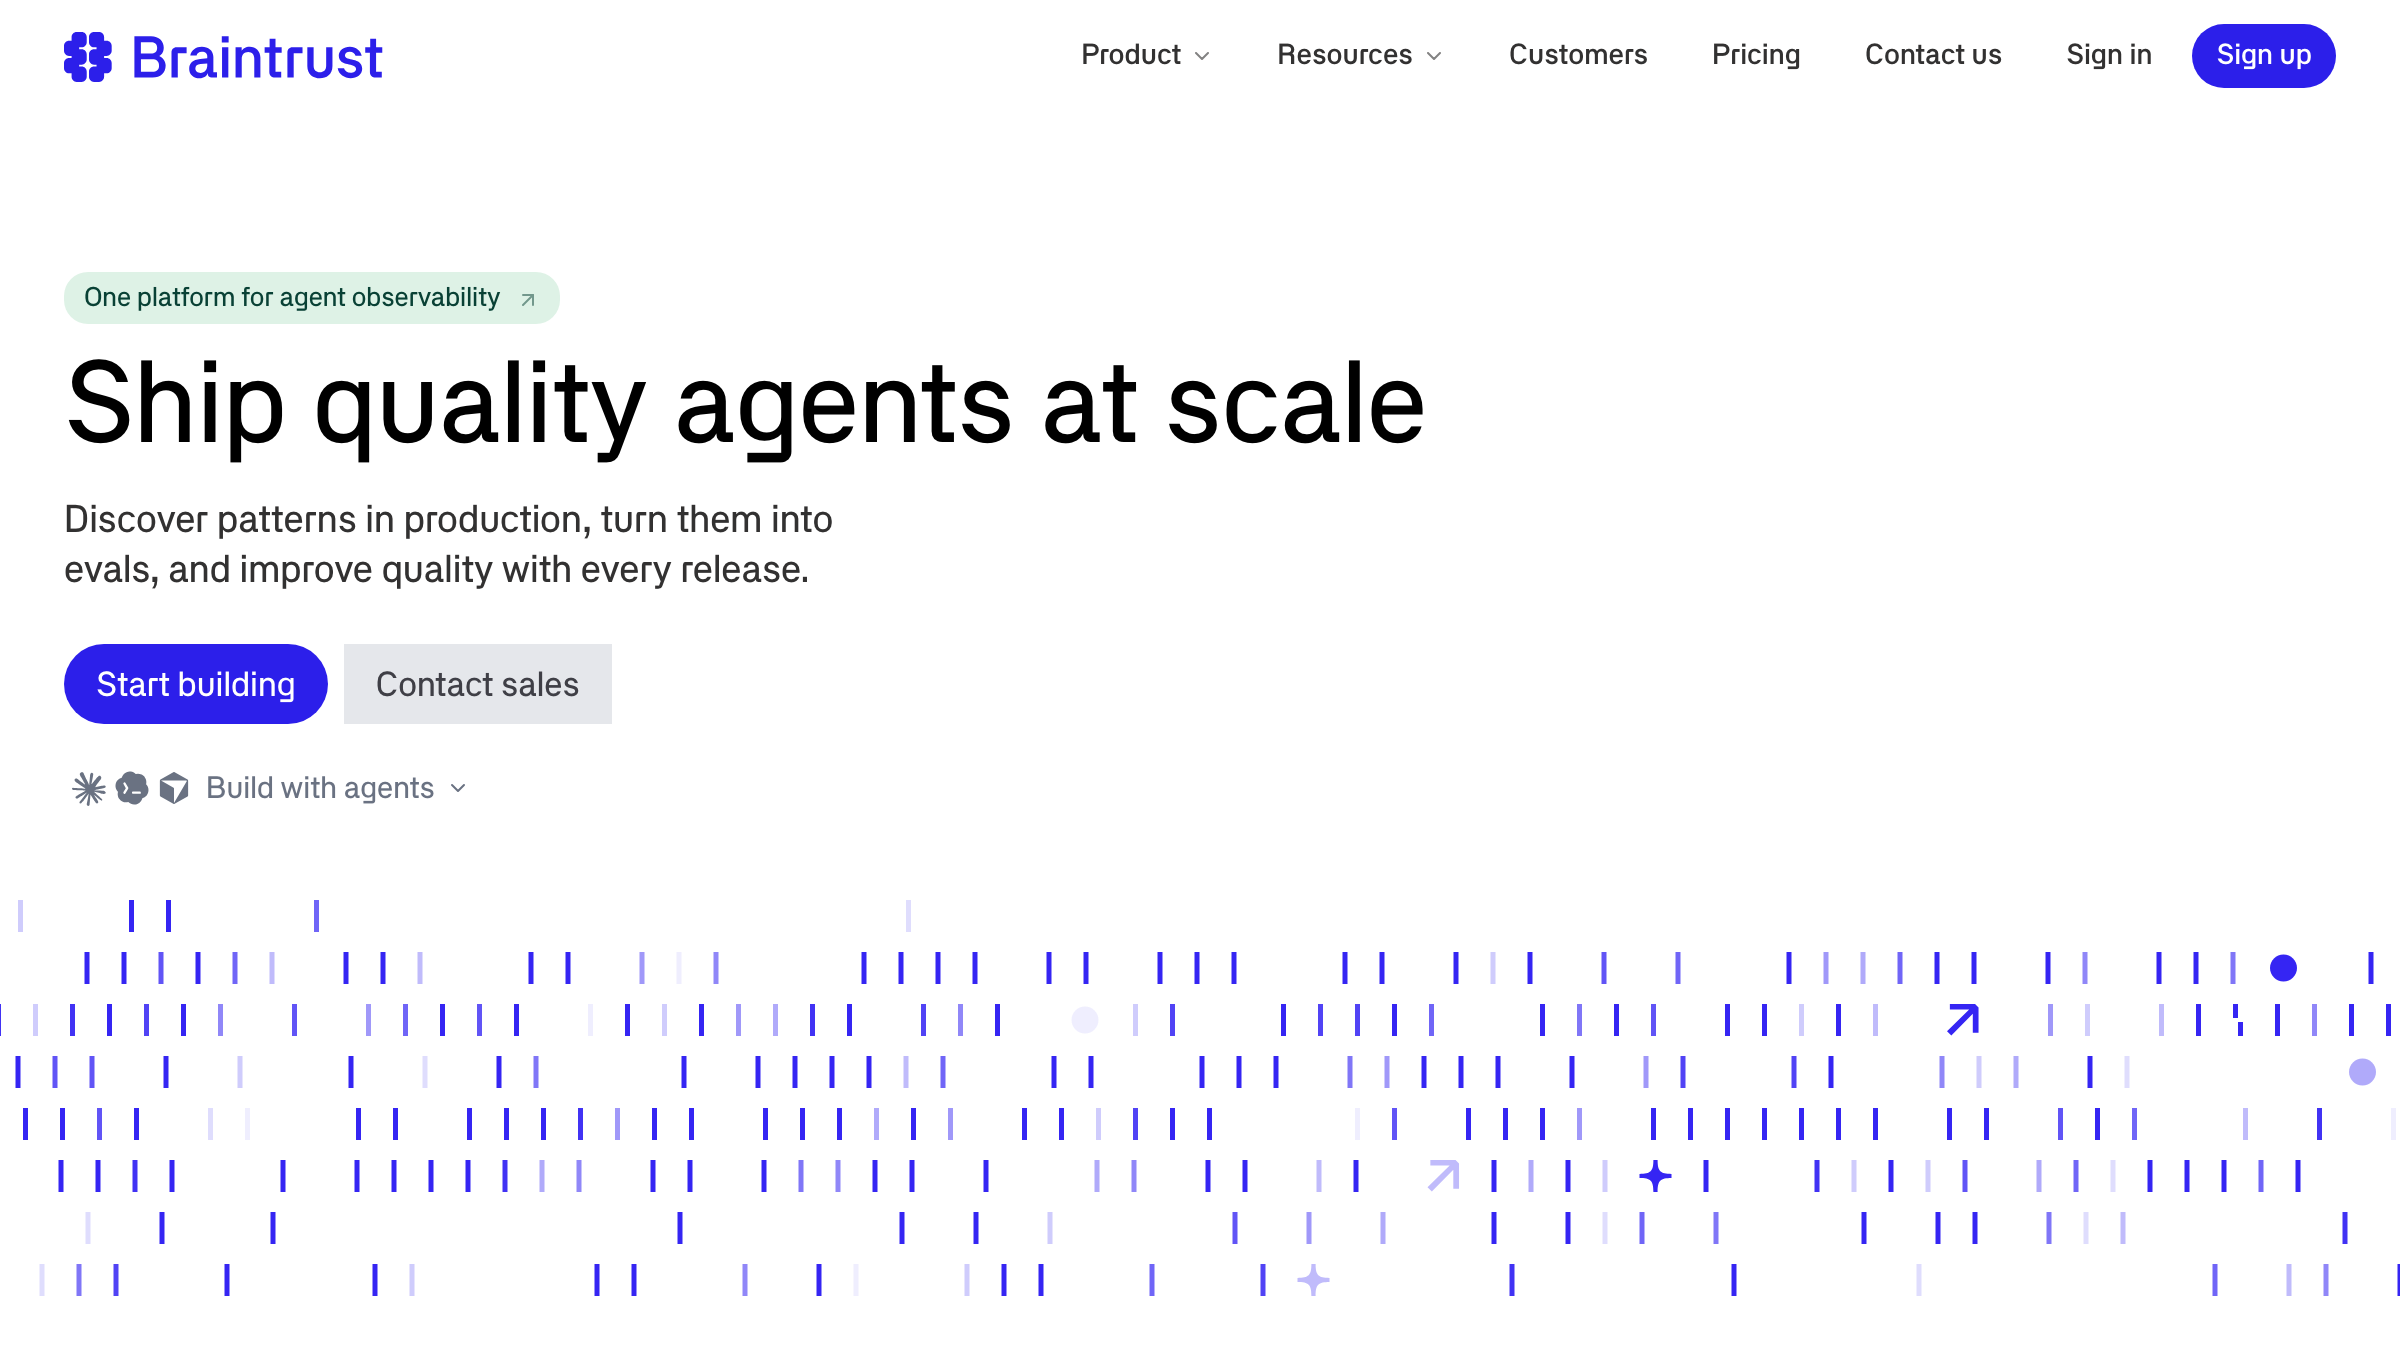 Braintrust
Product
Resources
Customers
Pricing
Contact us
Sign in
Sign up
One platform for agent observability
Ship quality agents at scale
Discover patterns in production, turn them into
evals, and improve quality with every release.
Start building
Contact sales
Build with agents